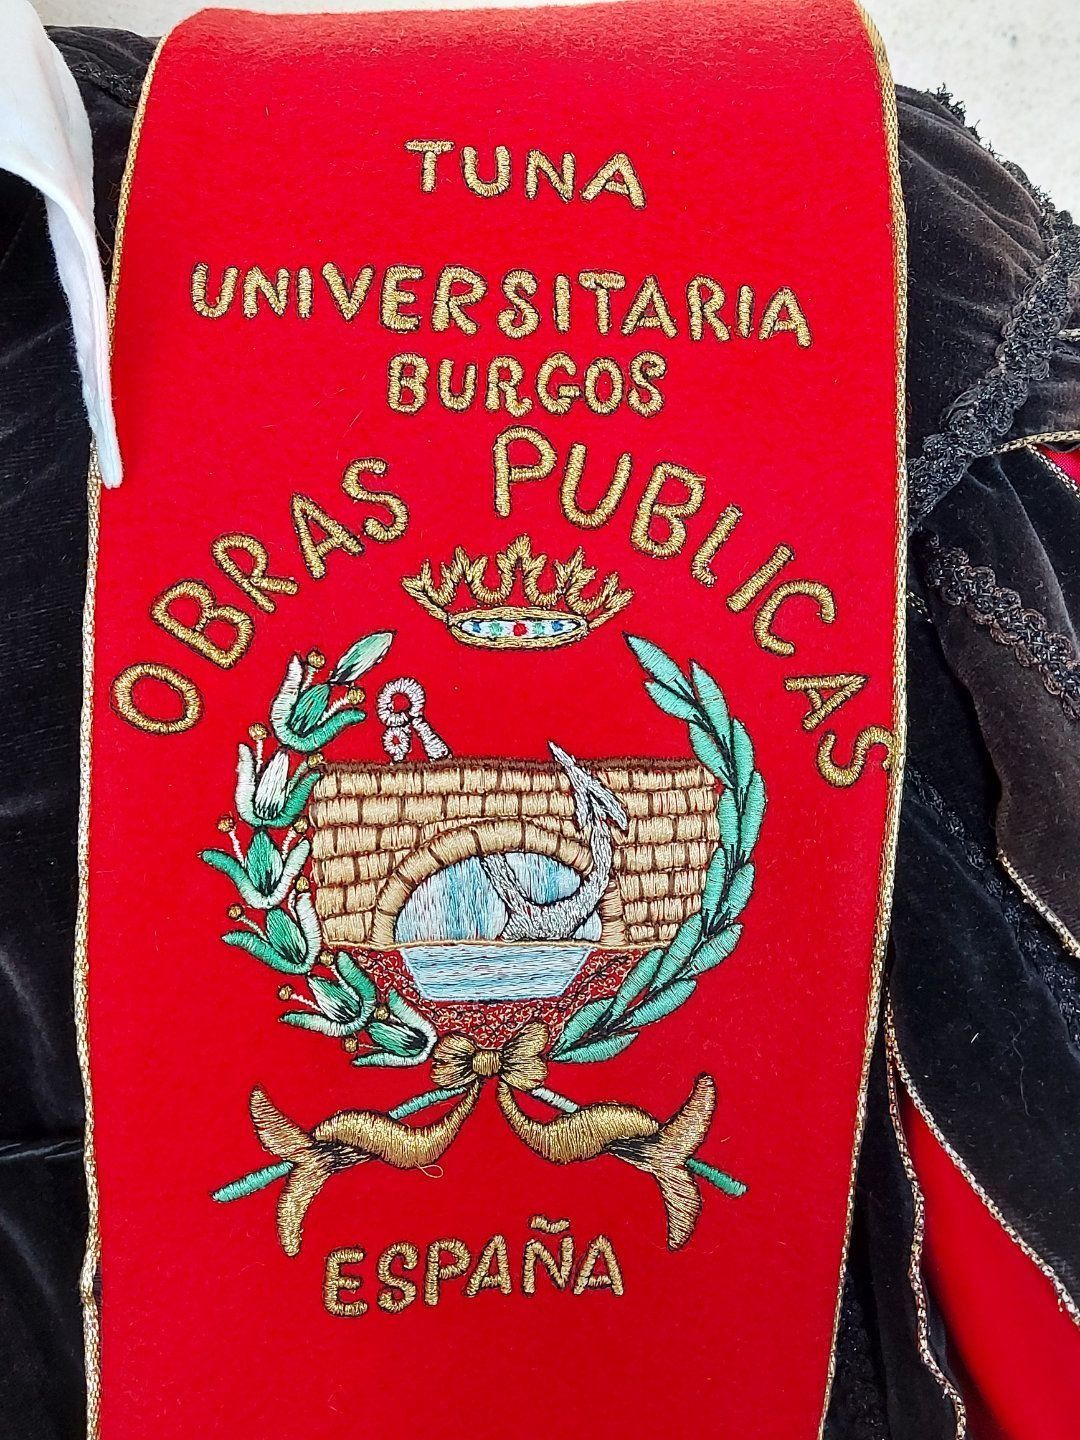 TUNA
UNIVERSITARIA
BURGOS
OBRAS PUBLICAS
ESPAÑA